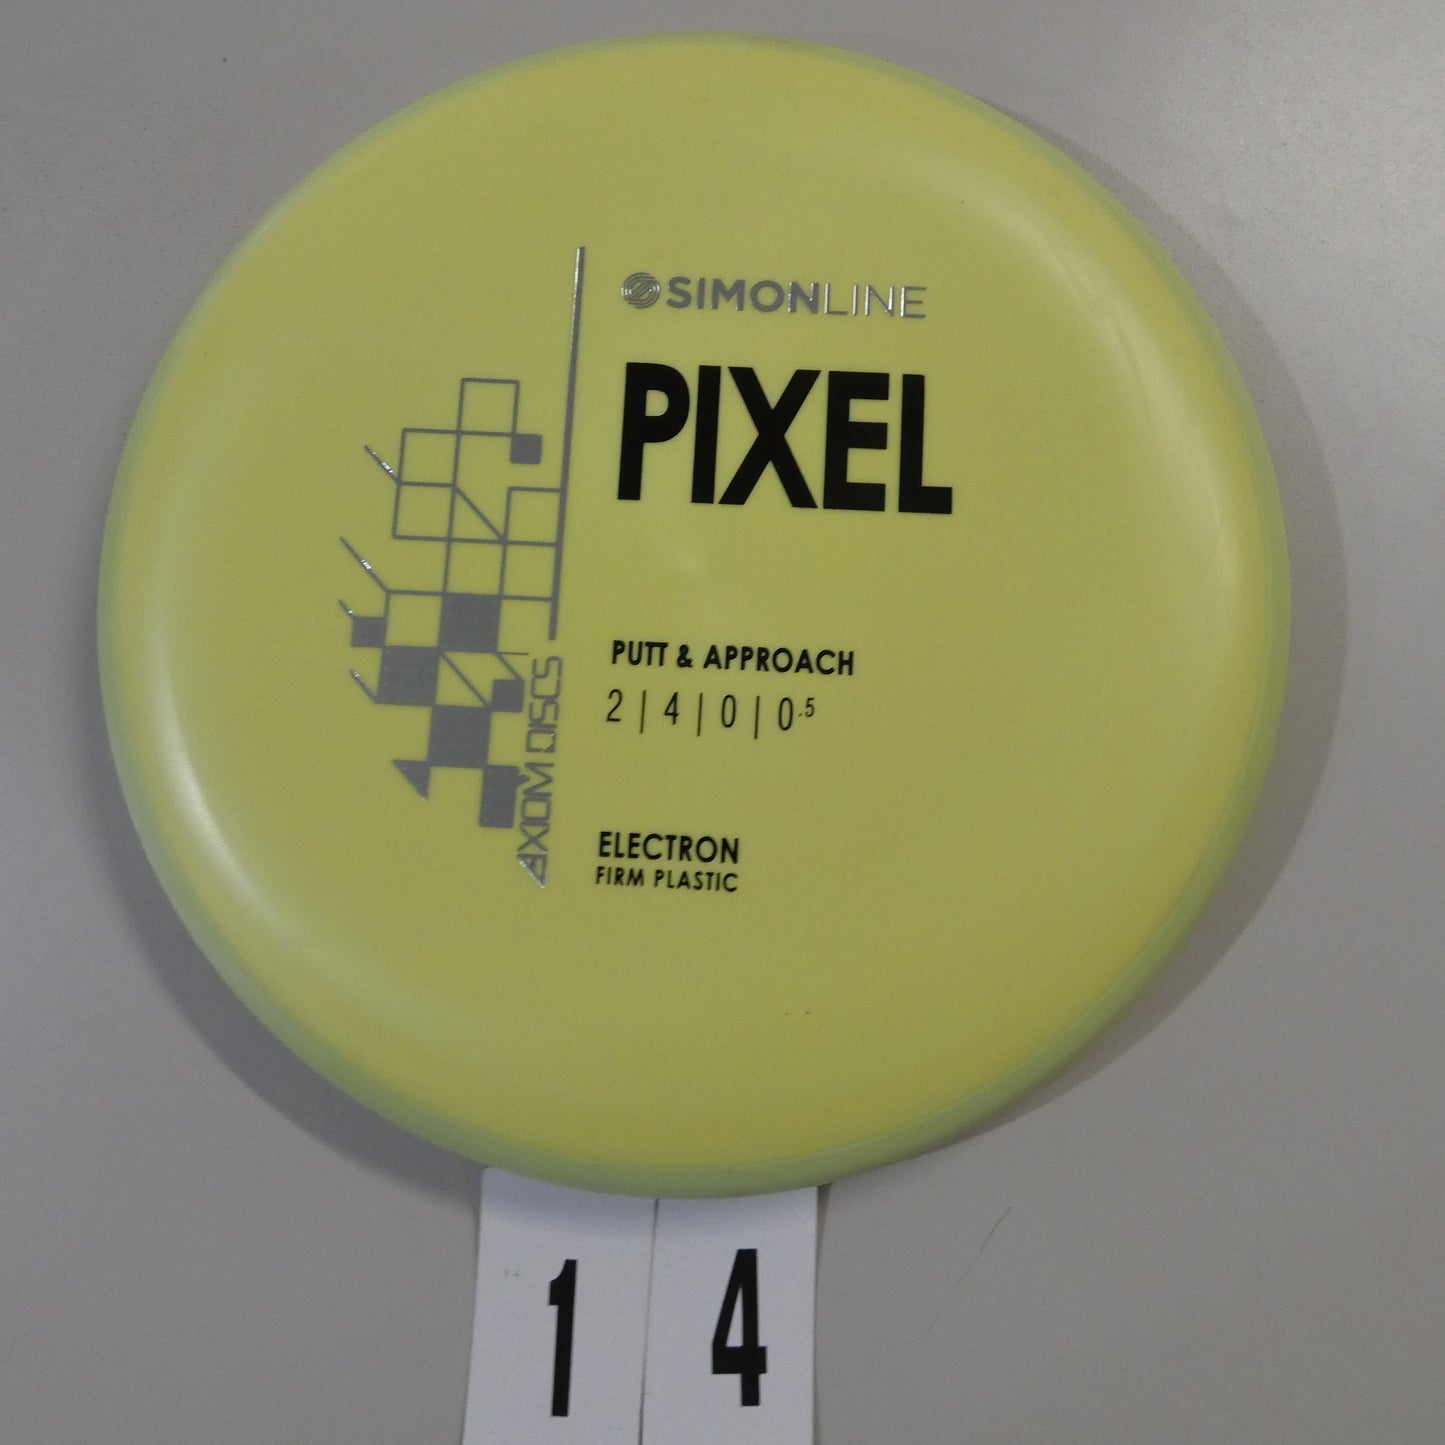 SIMONLINE
PIXEL
PUTT & APPROACH
2 | 4 | 0 | 0.5
ELECTRON
FIRM PLASTIC
AXIOM DISCS
1 4